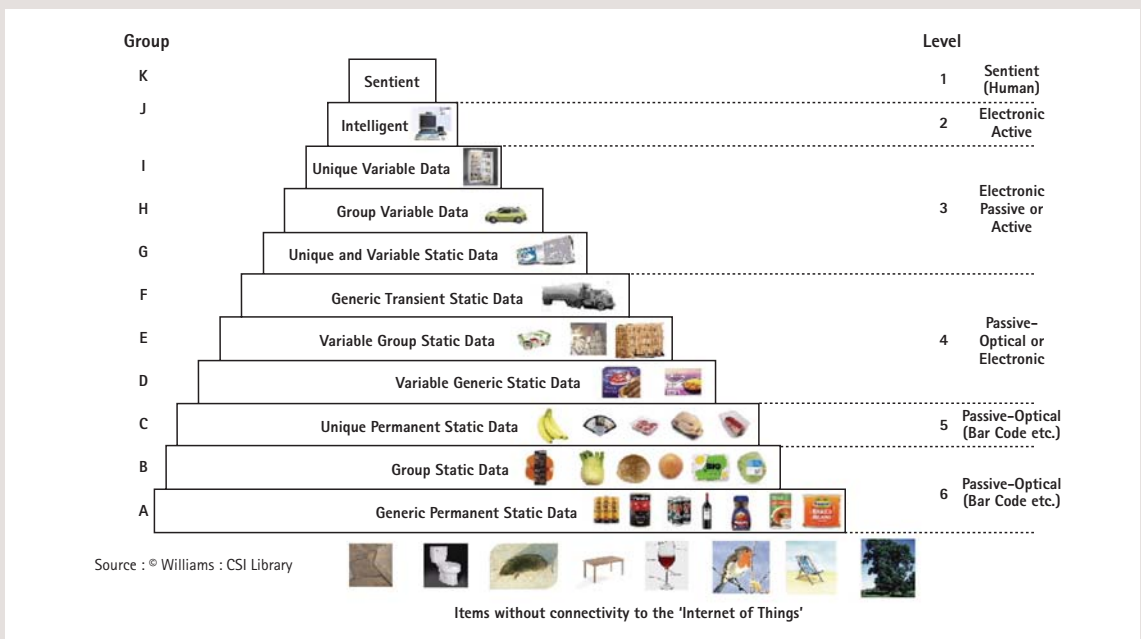 Group
Level
K
Sentient
1
Sentient
(Human)
J
Intelligent
2
Electronic
Active
I
Unique Variable Data
H
Group Variable Data
3
Electronic
Passive or
Active
G
Unique and Variable Static Data
F
Generic Transient Static Data
E
Variable Group Static Data
4
Passive-
Optical or
Electronic
D
Variable Generic Static Data
C
Unique Permanent Static Data
5
Passive-Optical
(Bar Code etc.)
B
Group Static Data
6
Passive-Optical
(Bar Code etc.)
A
Generic Permanent Static Data
Source : © Williams : CSI Library
Items without connectivity to the 'Internet of Things'